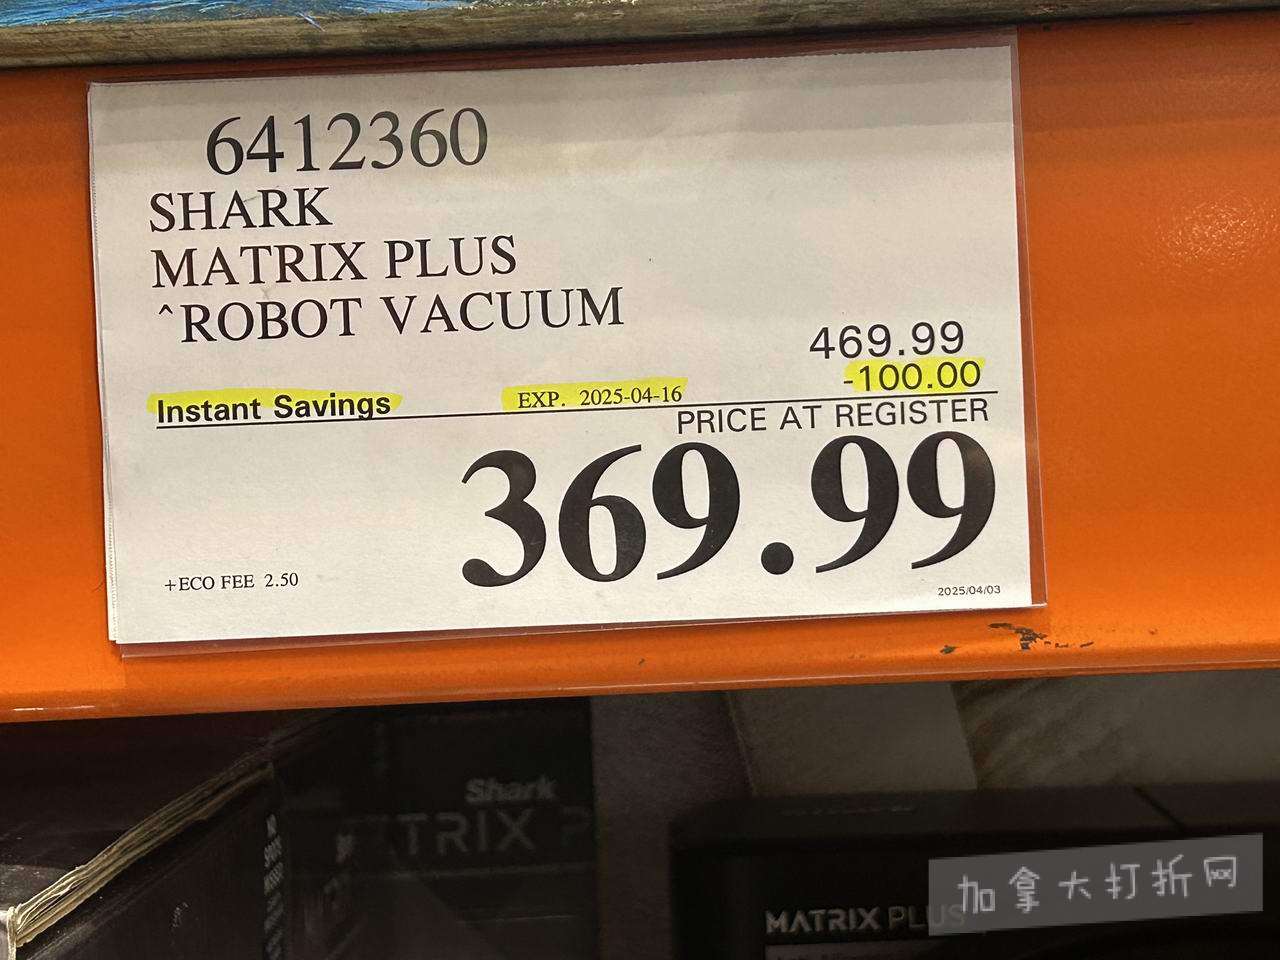 6412360
SHARK
MATRIX PLUS
^ROBOT VACUUM
469.99
-100.00
Instant Savings EXP. 2025-04-16
PRICE AT REGISTER
369.99
+ECO FEE 2.50
2025/04/03
Shark
MATRIX P
MATRIX PLUS
加拿大打折网